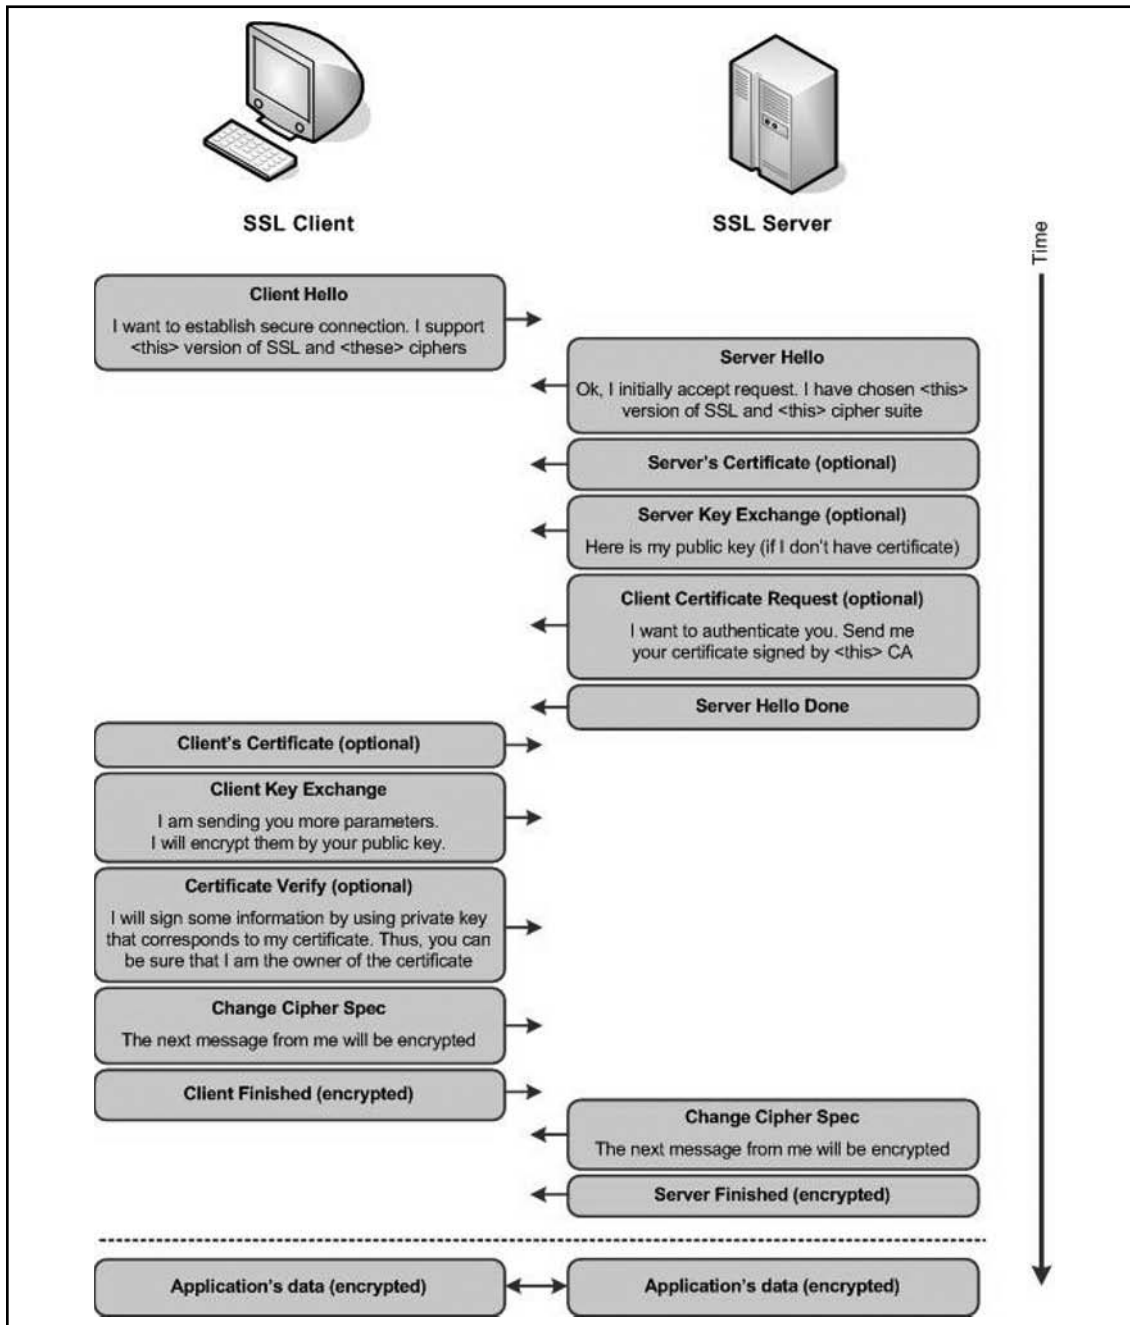 SSL Client
SSL Server
Time
Client Hello
I want to establish secure connection. I support
<this> version of SSL and <these> ciphers
Server Hello
Ok, I initially accept request. I have chosen <this>
version of SSL and <this> cipher suite
Server's Certificate (optional)
Server Key Exchange (optional)
Here is my public key (if I don't have certificate)
Client Certificate Request (optional)
I want to authenticate you. Send me
your certificate signed by <this> CA
Server Hello Done
Client's Certificate (optional)
Client Key Exchange
I am sending you more parameters.
I will encrypt them by your public key.
Certificate Verify (optional)
I will sign some information by using private key
that corresponds to my certificate. Thus, you can
be sure that I am the owner of the certificate
Change Cipher Spec
The next message from me will be encrypted
Client Finished (encrypted)
Change Cipher Spec
The next message from me will be encrypted
Server Finished (encrypted)
Application's data (encrypted)
Application's data (encrypted)